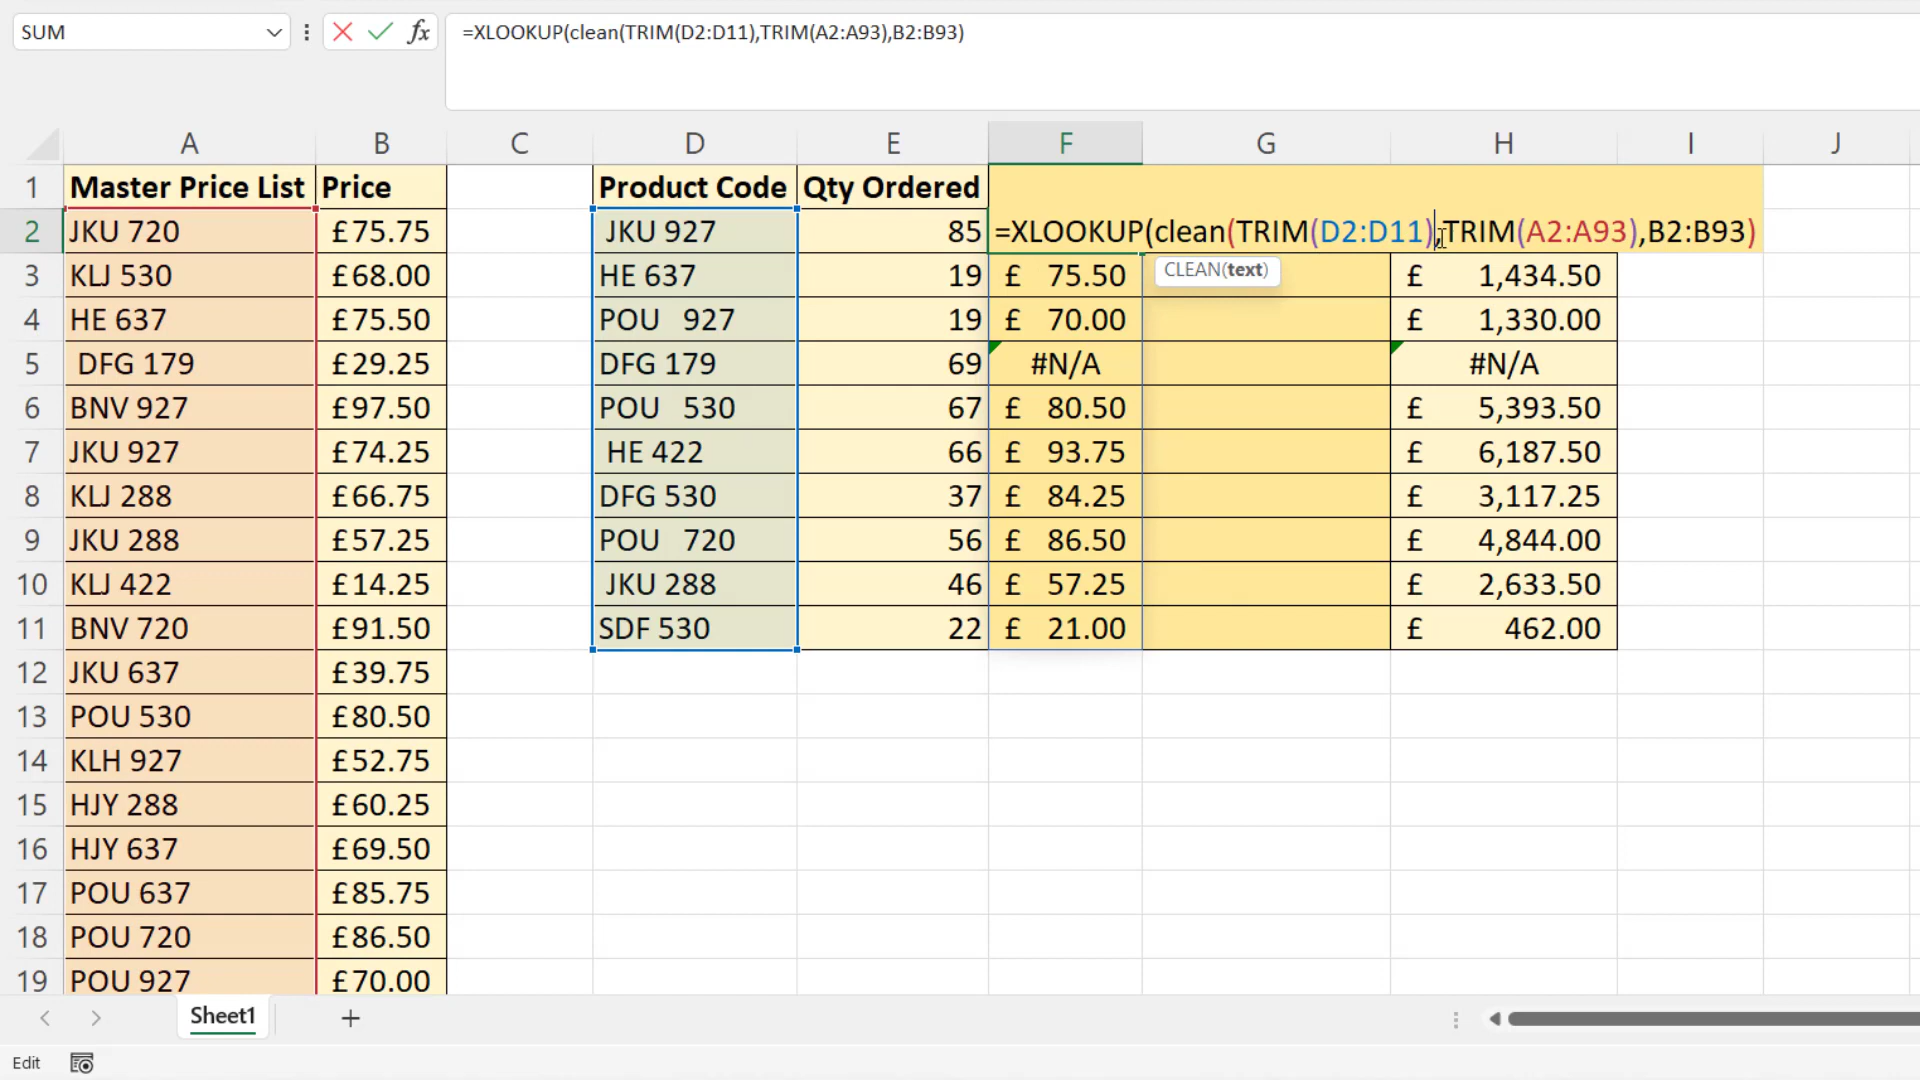 SUM
fx
=XLOOKUP(clean(TRIM(D2:D11),TRIM(A2:A93),B2:B93)
A B C D E F G H I J
1 Master Price List Price Product Code Qty Ordered
2 JKU 720 £75.75 JKU 927 85 =XLOOKUP(clean(TRIM(D2:D11),TRIM(A2:A93),B2:B93)
CLEAN(text)
3 KLJ 530 £68.00 HE 637 19 £ 75.50 £ 1,434.50
4 HE 637 £75.50 POU   927 19 £ 70.00 £ 1,330.00
5 DFG 179 £29.25 DFG 179 69 #N/A #N/A
6 BNV 927 £97.50 POU   530 67 £ 80.50 £ 5,393.50
7 JKU 927 £74.25 HE 422 66 £ 93.75 £ 6,187.50
8 KLJ 288 £66.75 DFG 530 37 £ 84.25 £ 3,117.25
9 JKU 288 £57.25 POU   720 56 £ 86.50 £ 4,844.00
10 KLJ 422 £14.25 JKU 288 46 £ 57.25 £ 2,633.50
11 BNV 720 £91.50 SDF 530 22 £ 21.00 £ 462.00
12 JKU 637 £39.75
13 POU 530 £80.50
14 KLH 927 £52.75
15 HJY 288 £60.25
16 HJY 637 £69.50
17 POU 637 £85.75
18 POU 720 £86.50
19 POU 927 £70.00
Sheet1
Edit